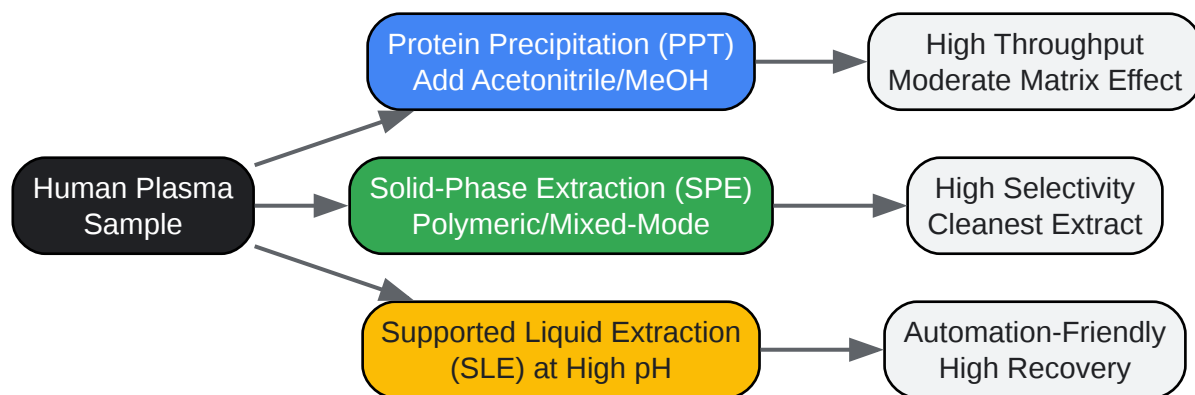 Protein Precipitation (PPT)
Add Acetonitrile/MeOH
High Throughput
Moderate Matrix Effect
Human Plasma
Sample
Solid-Phase Extraction (SPE)
Polymeric/Mixed-Mode
High Selectivity
Cleanest Extract
Supported Liquid Extraction
(SLE) at High pH
Automation-Friendly
High Recovery